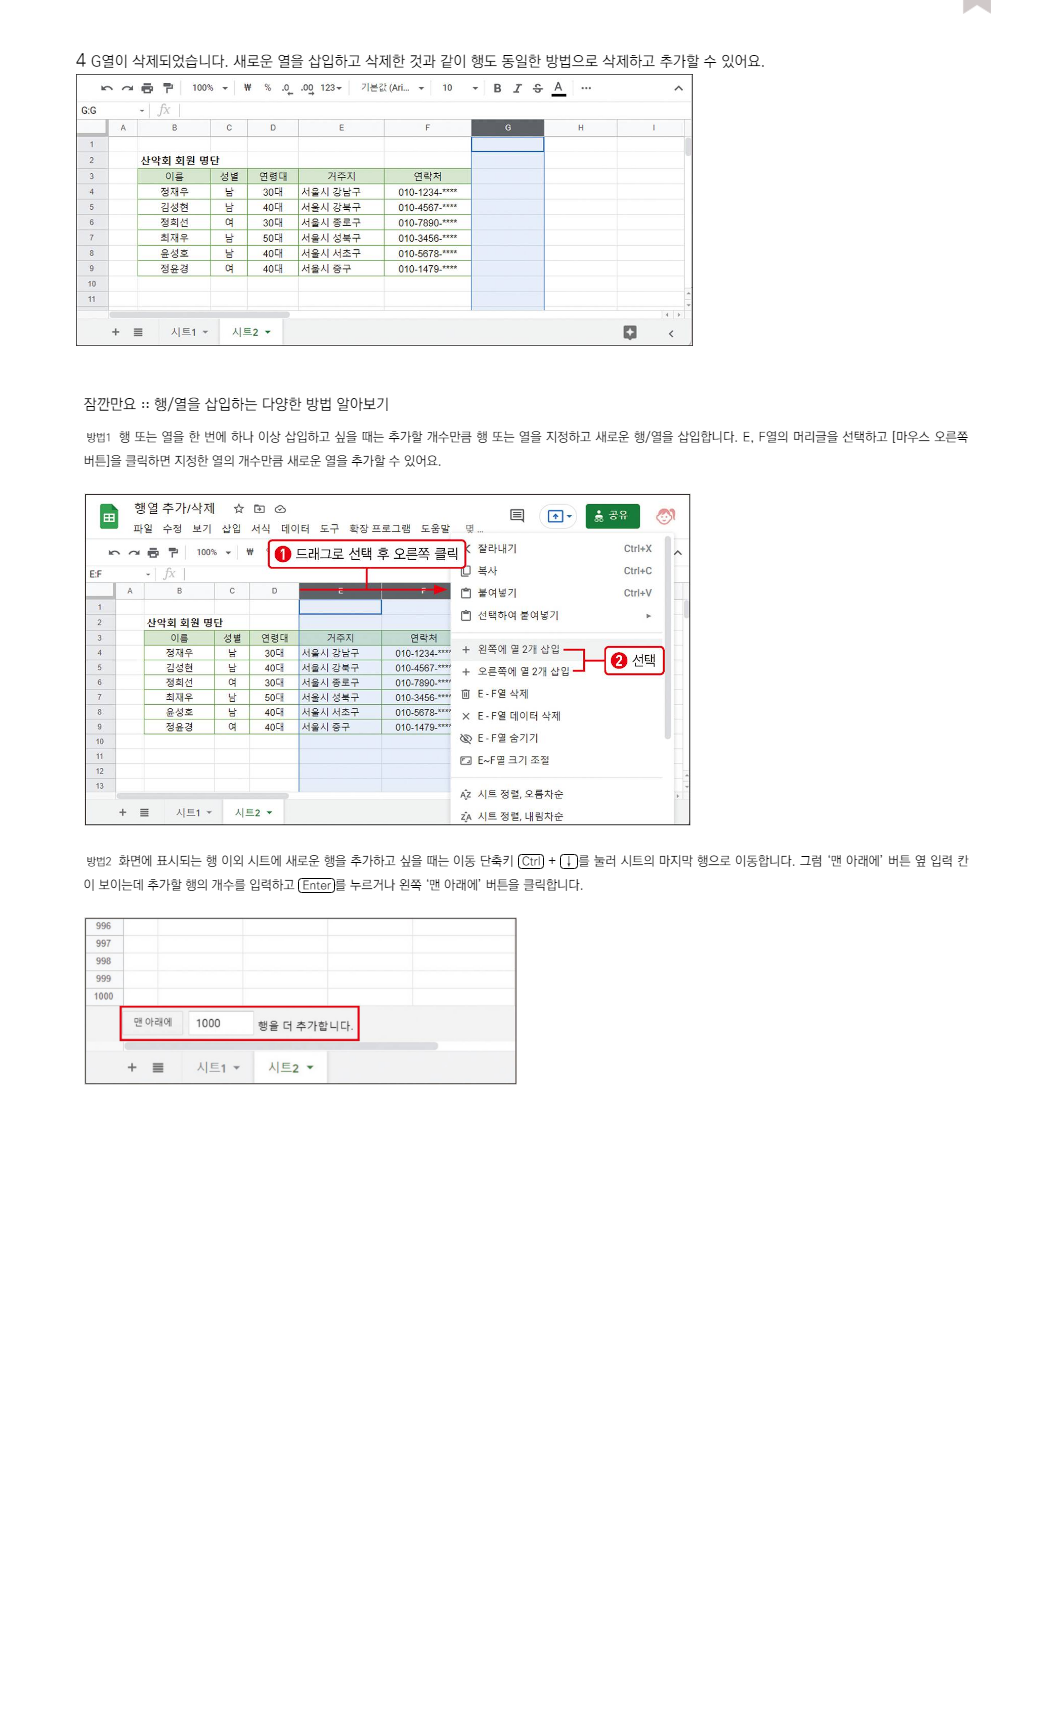 4 G열이 삭제되었습니다. 새로운 열을 삽입하고 삭제한 것과 같이 행도 동일한 방법으로 삭제하고 추가할 수 있어요.
100% ₩ % .0 .00 123 기본값 (Ari... 10 B I S A ...
G:G fx
A B C D E F G H I
1
2 산악회 회원 명단
3 이름 성별 연령대 거주지 연락처
4 정재우 남 30대 서울시 강남구 010-1234-****
5 김성현 남 40대 서울시 강북구 010-4567-****
6 정희선 여 30대 서울시 종로구 010-7890-****
7 최재우 남 50대 서울시 성북구 010-3456-****
8 윤성호 남 40대 서울시 서초구 010-5678-****
9 정윤경 여 40대 서울시 중구 010-1479-****
10
11
+ 시트1 시트2
잠깐만요 :: 행/열을 삽입하는 다양한 방법 알아보기
방법1 행 또는 열을 한 번에 하나 이상 삽입하고 싶을 때는 추가할 개수만큼 행 또는 열을 지정하고 새로운 행/열을 삽입합니다. E, F열의 머리글을 선택하고 [마우스 오른쪽
버튼]을 클릭하면 지정한 열의 개수만큼 새로운 열을 추가할 수 있어요.
행열 추가/삭제
공유
파일 수정 보기 삽입 서식 데이터 도구 확장 프로그램 도움말 몇 ...
100% ₩
1 드래그로 선택 후 오른쪽 클릭
E:F fx
A B C D E F
1
2 산악회 회원 명단
3 이름 성별 연령대 거주지 연락처
4 정재우 남 30대 서울시 강남구 010-1234-****
5 김성현 남 40대 서울시 강북구 010-4567-****
6 정희선 여 30대 서울시 종로구 010-7890-****
7 최재우 남 50대 서울시 성북구 010-3456-****
8 윤성호 남 40대 서울시 서초구 010-5678-****
9 정윤경 여 40대 서울시 중구 010-1479-****
10
11
12
13
+ 시트1 시트2
잘라내기 Ctrl+X
복사 Ctrl+C
붙여넣기 Ctrl+V
선택하여 붙여넣기
+ 왼쪽에 열 2개 삽입
2 선택
+ 오른쪽에 열 2개 삽입
E - F열 삭제
E - F열 데이터 삭제
E - F열 숨기기
E~F열 크기 조절
시트 정렬, 오름차순
시트 정렬, 내림차순
방법2 화면에 표시되는 행 이외 시트에 새로운 행을 추가하고 싶을 때는 이동 단축키 Ctrl + ↓를 눌러 시트의 마지막 행으로 이동합니다. 그럼 ‘맨 아래에’ 버튼 옆 입력 칸
이 보이는데 추가할 행의 개수를 입력하고 Enter를 누르거나 왼쪽 ‘맨 아래에’ 버튼을 클릭합니다.
996
997
998
999
1000
맨 아래에 1000 행을 더 추가합니다.
+ 시트1 시트2